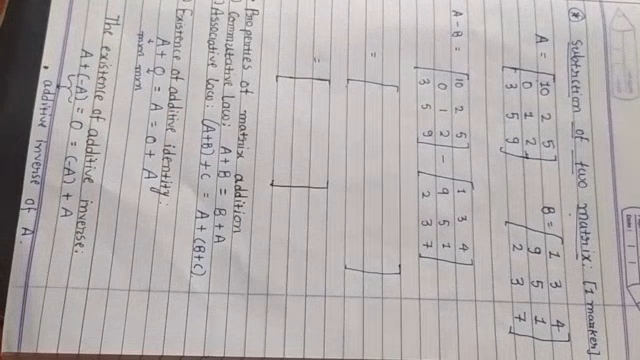 (*) Subtriction of two matrix: [1 marker]
A = [10 2 5 B = [1 3 4
0 1 2 9 5 1
3 5 9] 2 3 7]
A - B = [10 2 5 - [1 3 4
0 1 2 9 5 1
3 5 9] 2 3 7]
= [ ]
= [ ]
• Properties of matrix addition
) Commutative law: A + B = B + A
) Associative law: (A+B) + C = A + (B+C)
) Existence of additive identity:
A + O = A = O + A
The existence of additive inverse:
A + (-A) = O = (-A) + A
• additive inverse of A.